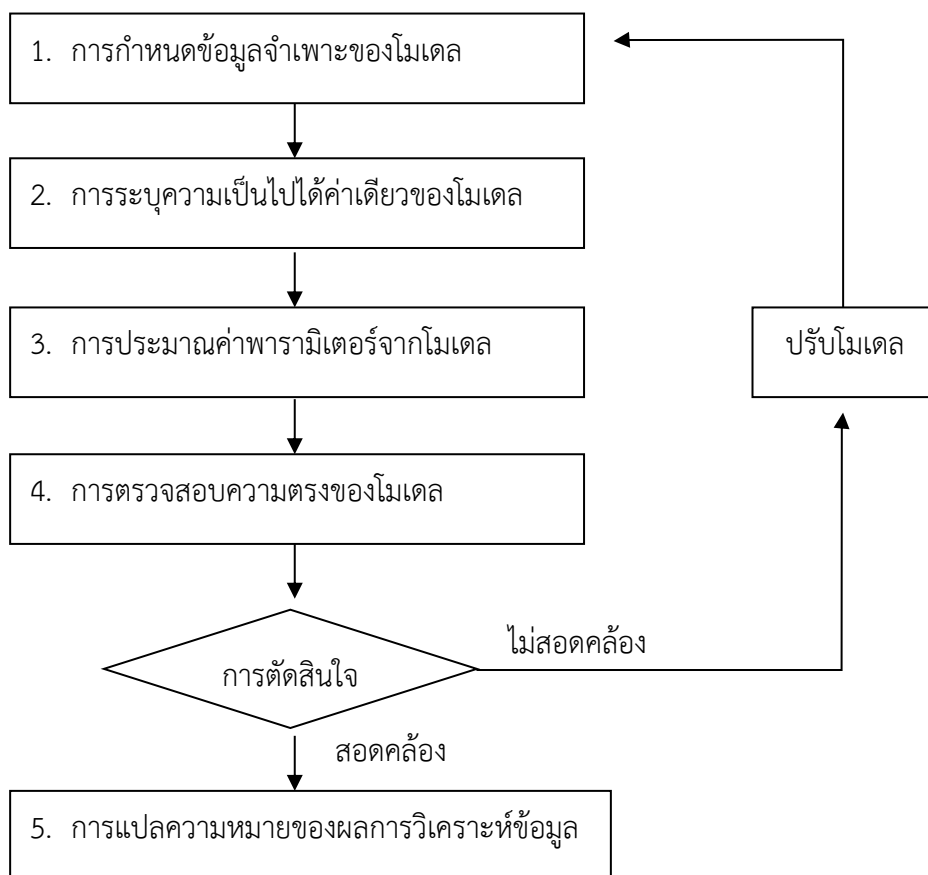 1. การกำหนดข้อมูลจำเพาะของโมเดล
2. การระบุความเป็นไปได้ค่าเดียวของโมเดล
3. การประมาณค่าพารามิเตอร์จากโมเดล
ปรับโมเดล
4. การตรวจสอบความตรงของโมเดล
ไม่สอดคล้อง
การตัดสินใจ
สอดคล้อง
5. การแปลความหมายของผลการวิเคราะห์ข้อมูล